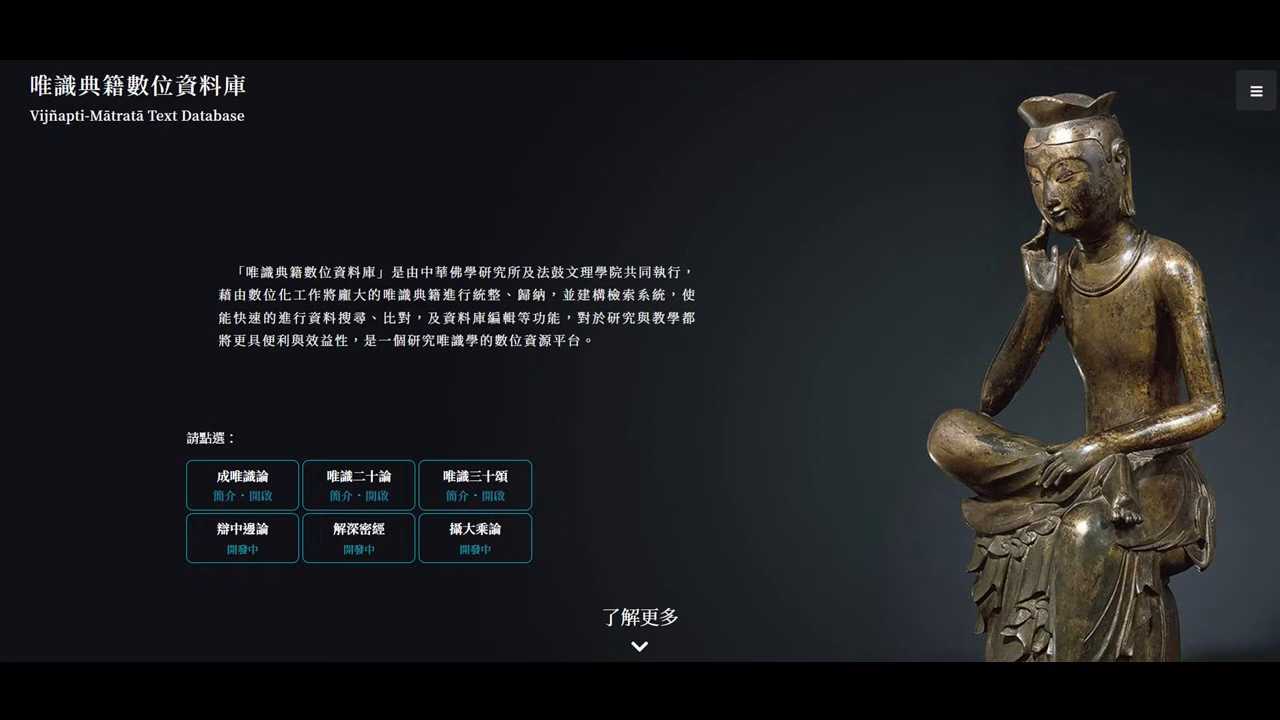 唯識典籍數位資料庫
Vijñapti-Mātratā Text Database
「唯識典籍數位資料庫」是由中華佛學研究所及法鼓文理學院共同執行，
藉由數位化工作將龐大的唯識典籍進行統整、歸納，並建構檢索系統，使
能快速的進行資料搜尋、比對，及資料庫編輯等功能，對於研究與教學都
將更具便利與效益性，是一個研究唯識學的數位資源平台。
請點選：
成唯識論 唯識二十論 唯識三十頌
簡介・開啟 簡介・開啟 簡介・開啟
辯中邊論 解深密經 攝大乘論
開發中 開發中 開發中
了解更多